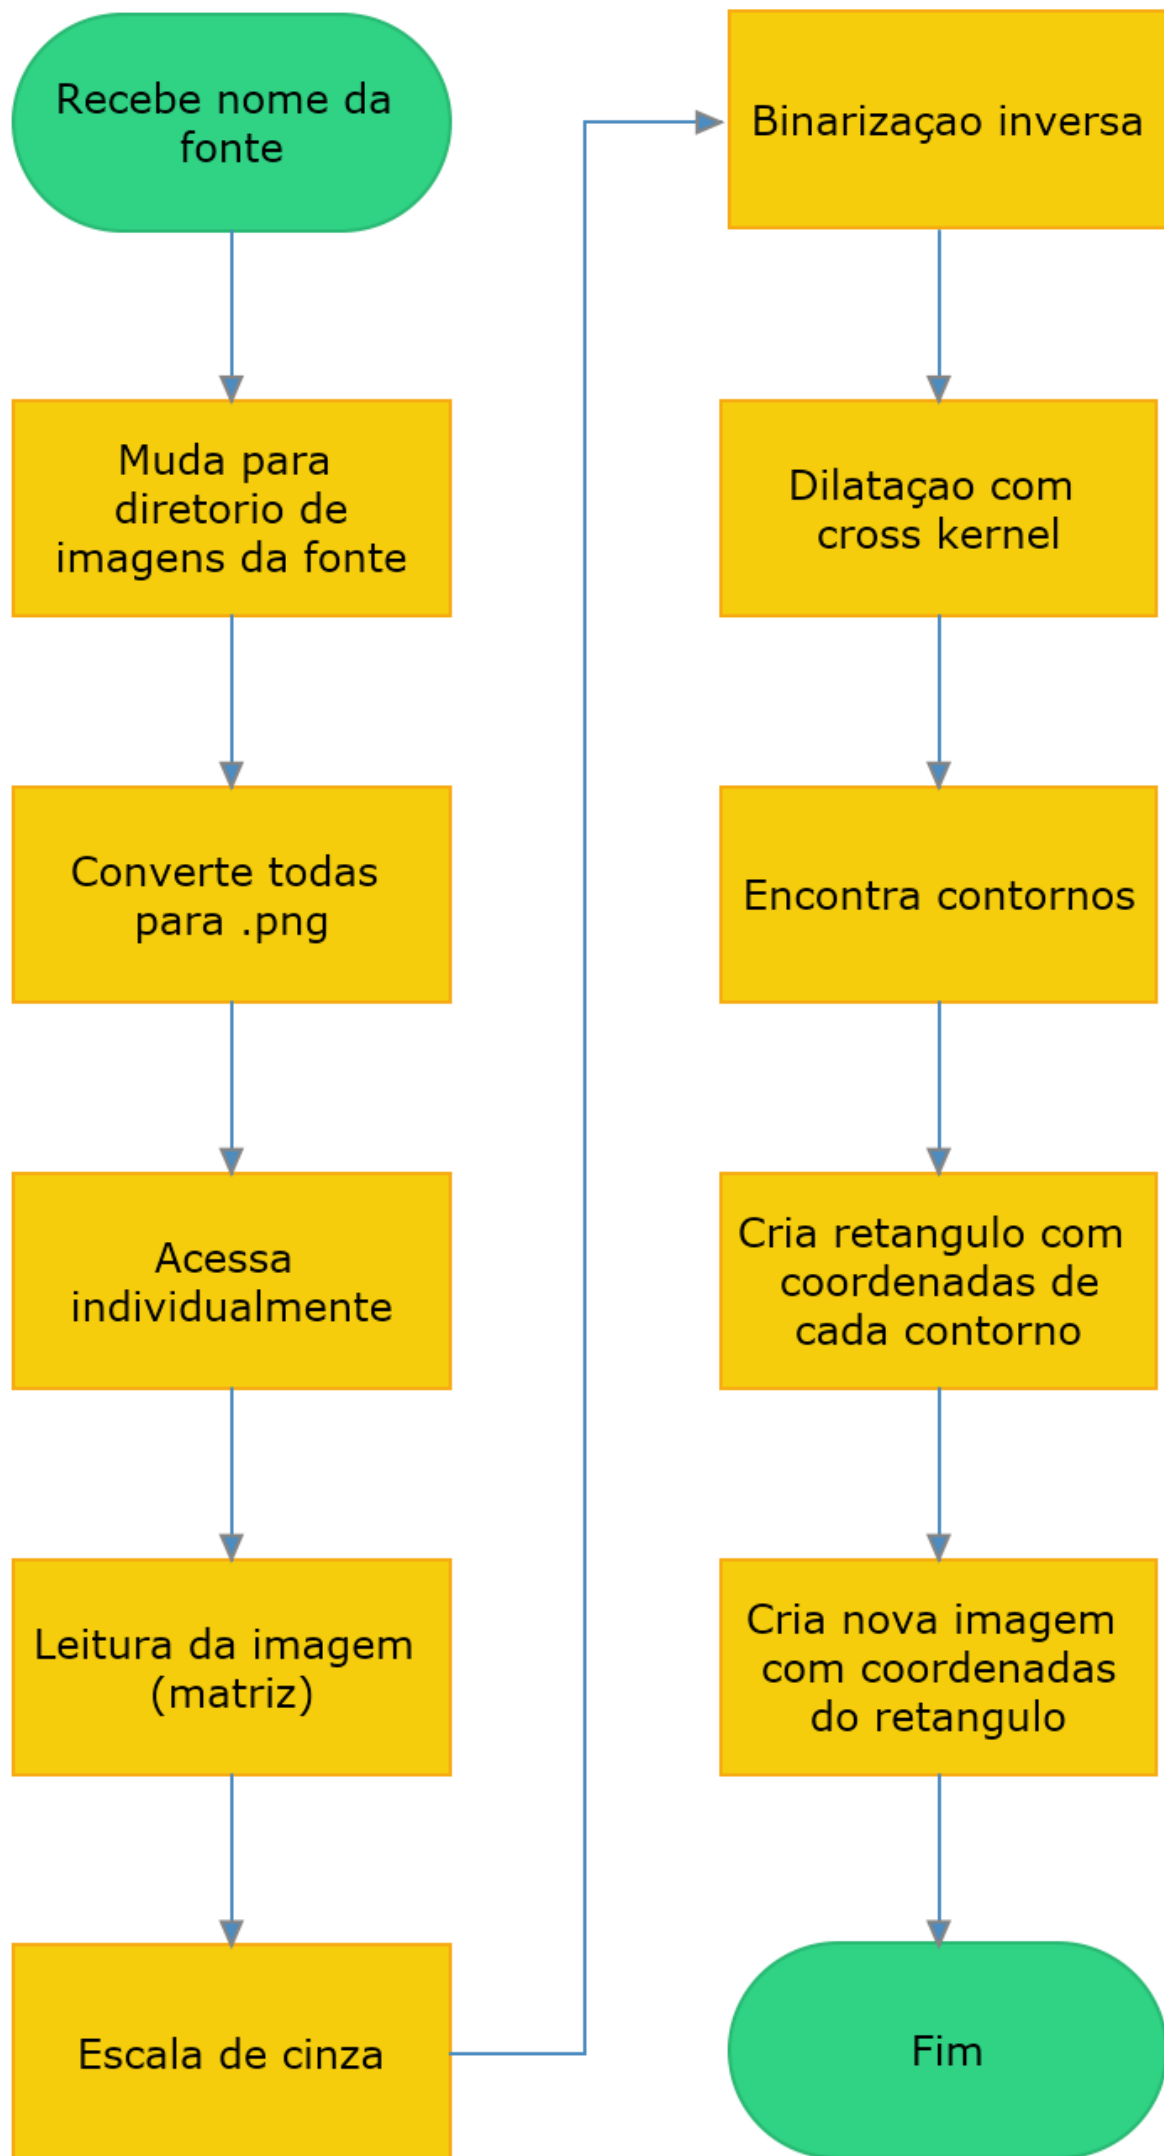 Recebe nome da
fonte
Muda para
diretorio de
imagens da fonte
Converte todas
para .png
Acessa
individualmente
Leitura da imagem
(matriz)
Escala de cinza
Binarizaçao inversa
Dilataçao com
cross kernel
Encontra contornos
Cria retangulo com
coordenadas de
cada contorno
Cria nova imagem
com coordenadas
do retangulo
Fim